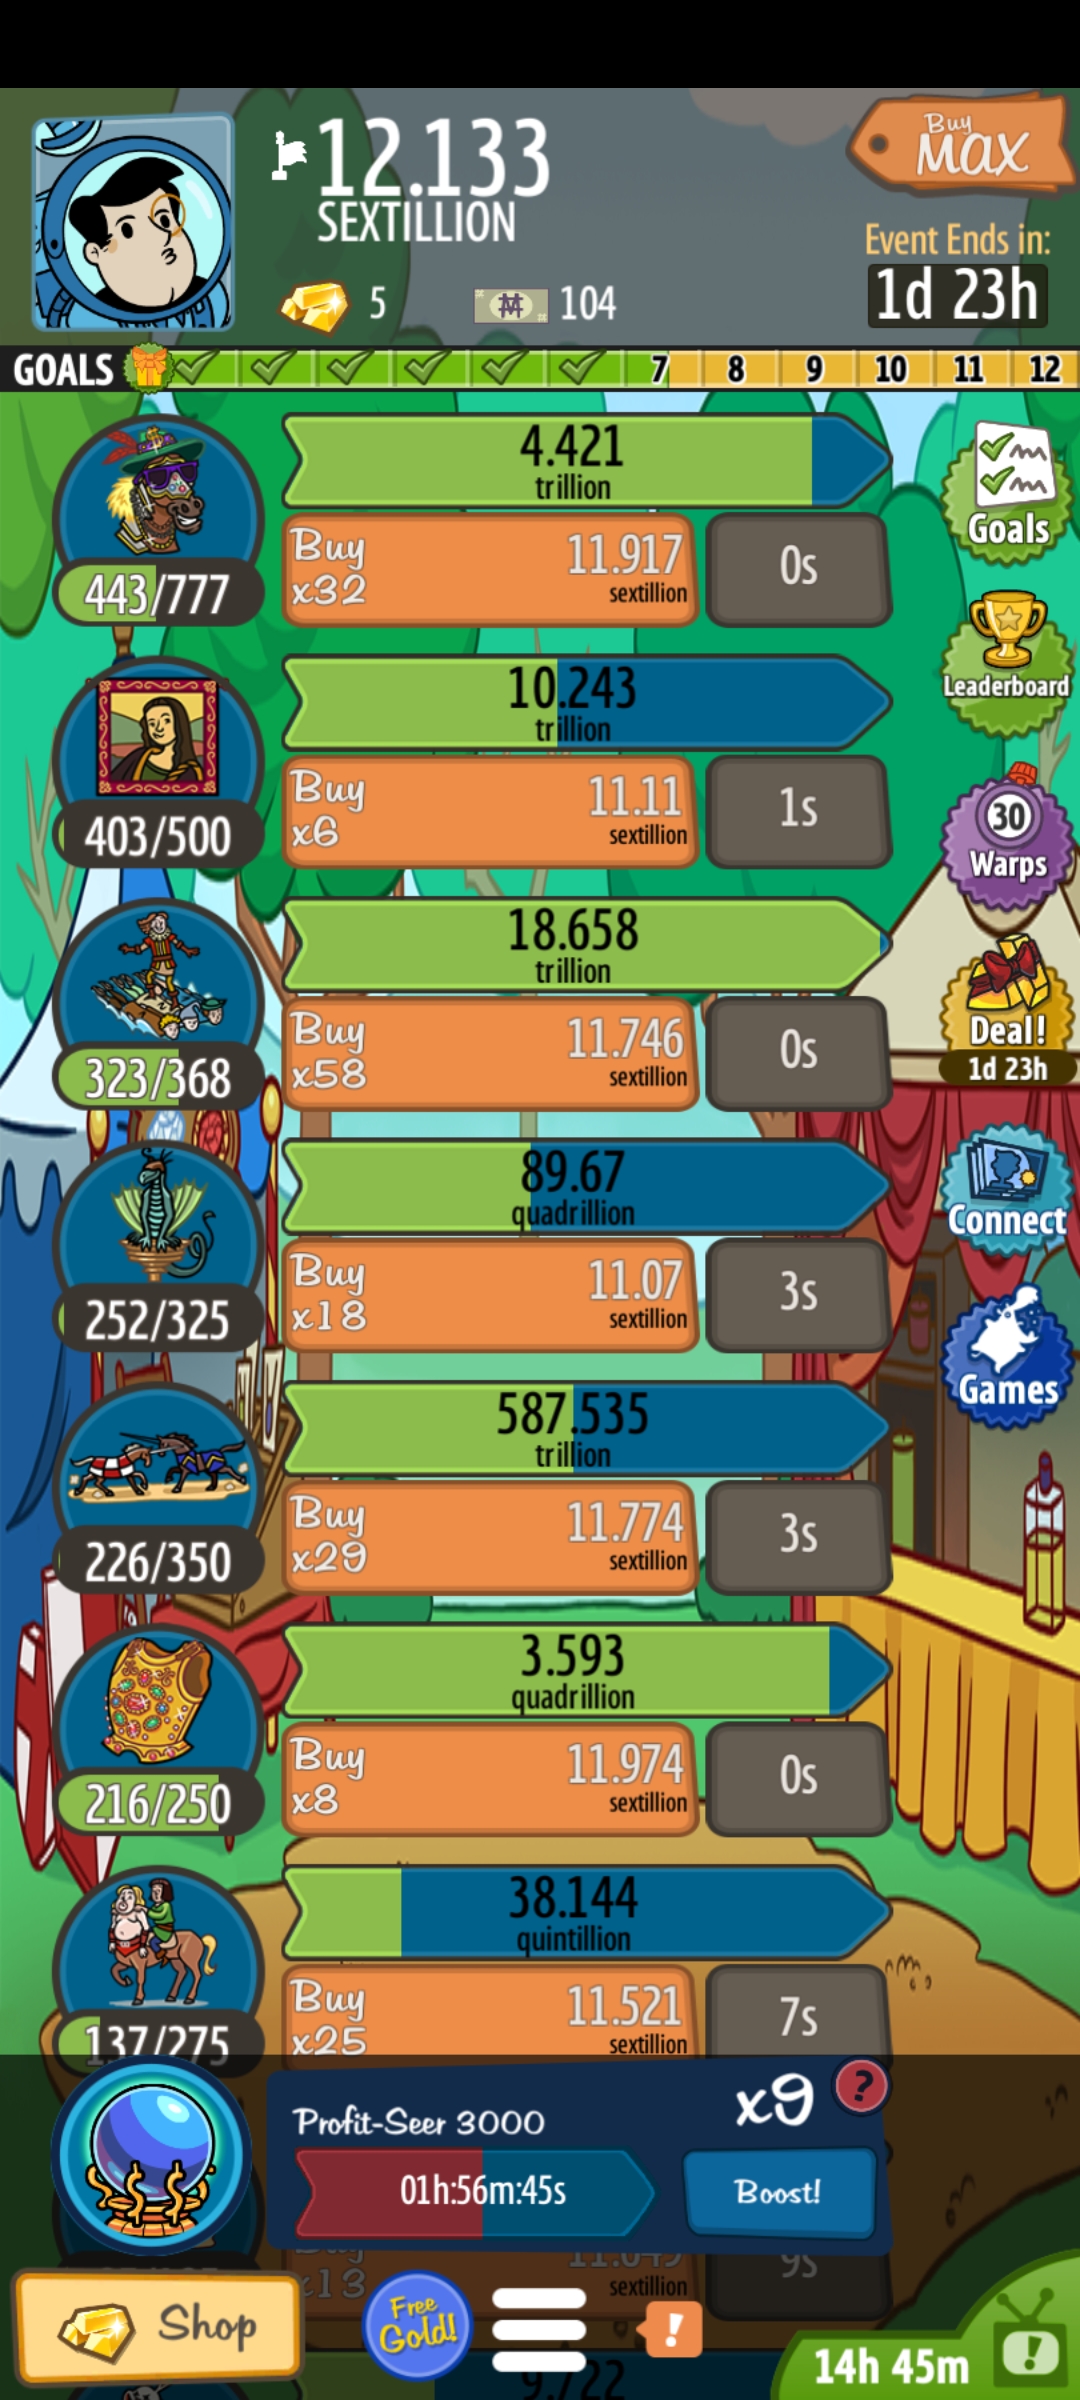 12.133
SEXTILLION
Buy
MAX
Event Ends in:
1d 23h
5
104
GOALS
7 8 9 10 11 12
4.421
trillion
Buy
x32
11.917
sextillion
0s
443/777
Goals
Leaderboard
10.243
trillion
Buy
x6
11.11
sextillion
1s
403/500
30
Warps
18.658
trillion
Buy
x58
11.746
sextillion
0s
323/368
Deal!
1d 23h
89.67
quadrillion
Buy
x18
11.07
sextillion
3s
252/325
Connect
Games
587.535
trillion
Buy
x29
11.774
sextillion
3s
226/350
3.593
quadrillion
Buy
x8
11.974
sextillion
0s
216/250
38.144
quintillion
Buy
x25
11.521
sextillion
7s
137/275
Profit-Seer 3000
x9
?
01h:56m:45s
Boost!
x13
sextillion
9s
Shop
Free
Gold!
!
14h 45m
!
9.722